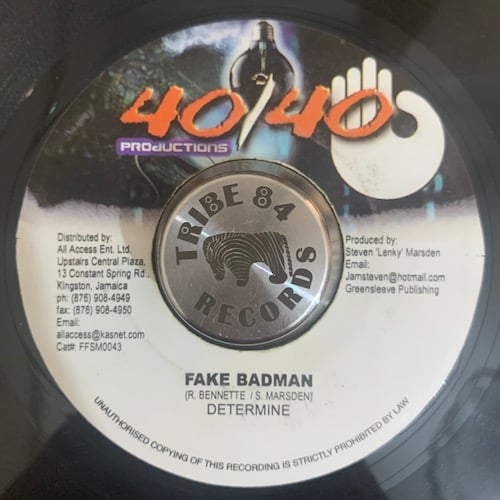 40/40
PROdUCTIONS
TRIBE 84
RECORDS
Distributed by:
All Access Ent. Ltd,
Upstairs Central Plaza,
13 Constant Spring Rd,
Kingston, Jamaica
ph: (876) 908-4949
fax: (876) 908-4950
Email:
allaccess@kasnet.com
Cat#: FFSM0043
Produced by:
Steven 'Lenky' Marsden
Email:
Jamsteven@hotmail.com
Greensleeve Publishing
FAKE BADMAN
(R. BENNETTE / S. MARSDEN)
DETERMINE
UNAUTHORISED COPYING OF THIS RECORDING IS STRICTLY PROHIBITED BY LAW